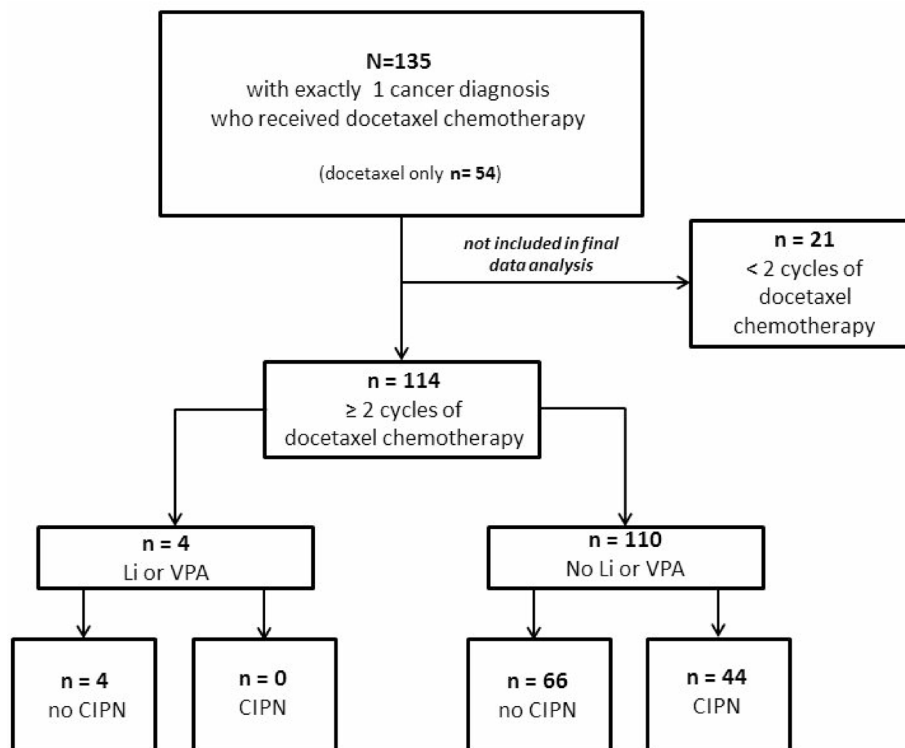 N=135
with exactly 1 cancer diagnosis
who received docetaxel chemotherapy
(docetaxel only n= 54)
not included in final
data analysis
n = 21
< 2 cycles of
docetaxel
chemotherapy
n = 114
≥ 2 cycles of
docetaxel chemotherapy
n = 4
Li or VPA
n = 110
No Li or VPA
n = 4
no CIPN
n = 0
CIPN
n = 66
no CIPN
n = 44
CIPN